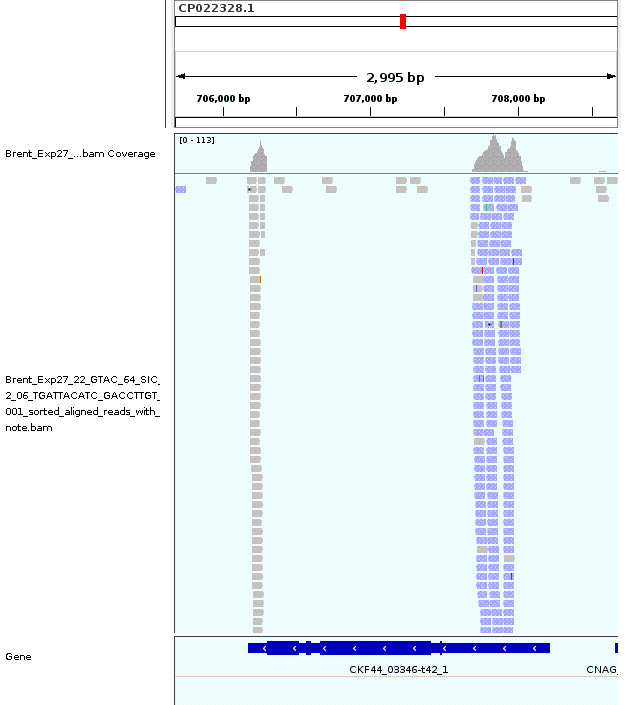 CP022328.1
2,995 bp
706,000 bp
707,000 bp
708,000 bp
Brent_Exp27_...bam Coverage
[0 - 113]
Brent_Exp27_22_GTAC_64_SIC_
2_06_TGATTACATC_GACCTTGT_
001_sorted_aligned_reads_with_
note.bam
Gene
CKF44_03346-t42_1
CNAG_